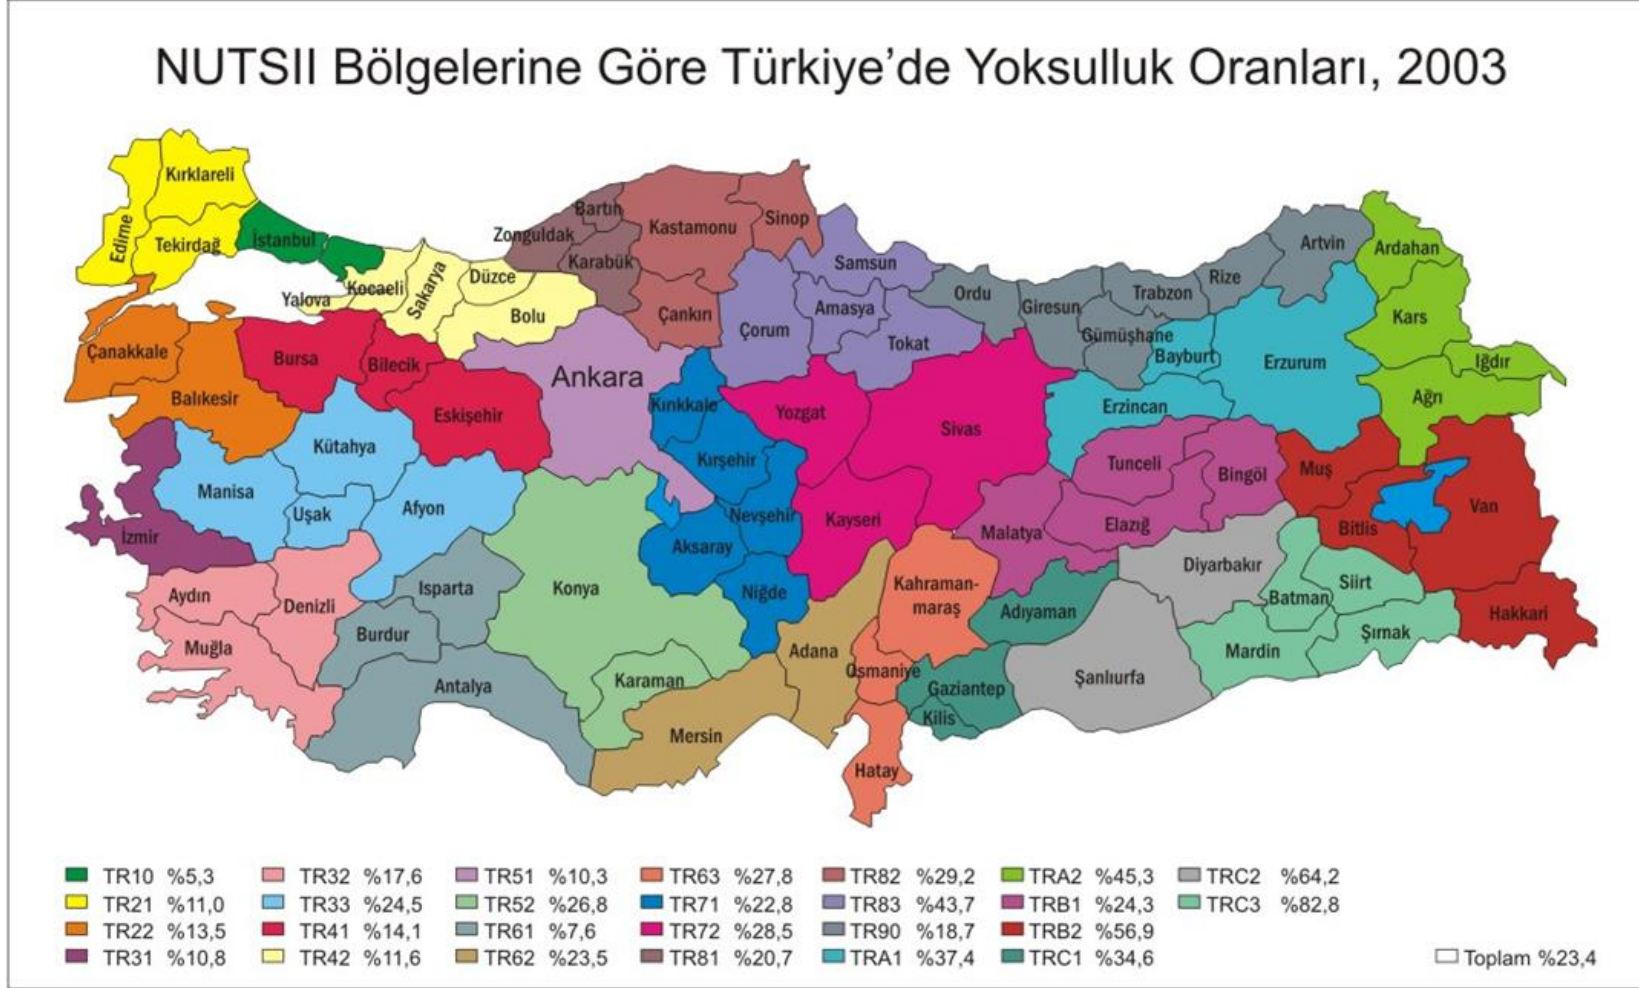 NUTSII Bölgelerine Göre Türkiye’de Yoksulluk Oranları, 2003
Kırklareli
Edirne
Tekirdağ
İstanbul
Yalova
Kocaeli
Sakarya
Düzce
Bolu
Zonguldak
Bartın
Karabük
Kastamonu
Sinop
Çankırı
Samsun
Amasya
Çorum
Tokat
Ordu
Giresun
Trabzon
Rize
Artvin
Gümüşhane
Bayburt
Erzurum
Erzincan
Ardahan
Kars
Iğdır
Ağrı
Çanakkale
Balıkesir
Bursa
Bilecik
Eskişehir
Ankara
Kırıkkale
Kırşehir
Nevşehir
Aksaray
Niğde
Yozgat
Sivas
Kayseri
Tunceli
Bingöl
Elazığ
Malatya
Muş
Bitlis
Van
Hakkari
İzmir
Manisa
Kütahya
Uşak
Afyon
Aydın
Denizli
Muğla
Isparta
Burdur
Antalya
Konya
Karaman
Mersin
Adana
Kahraman-
maraş
Osmaniye
Hatay
Adıyaman
Gaziantep
Kilis
Diyarbakır
Şanlıurfa
Batman
Siirt
Mardin
Şırnak
TR10 %5,3
TR21 %11,0
TR22 %13,5
TR31 %10,8
TR32 %17,6
TR33 %24,5
TR41 %14,1
TR42 %11,6
TR51 %10,3
TR52 %26,8
TR61 %7,6
TR62 %23,5
TR63 %27,8
TR71 %22,8
TR72 %28,5
TR81 %20,7
TR82 %29,2
TR83 %43,7
TR90 %18,7
TRA1 %37,4
TRA2 %45,3
TRB1 %24,3
TRB2 %56,9
TRC1 %34,6
TRC2 %64,2
TRC3 %82,8
Toplam %23,4